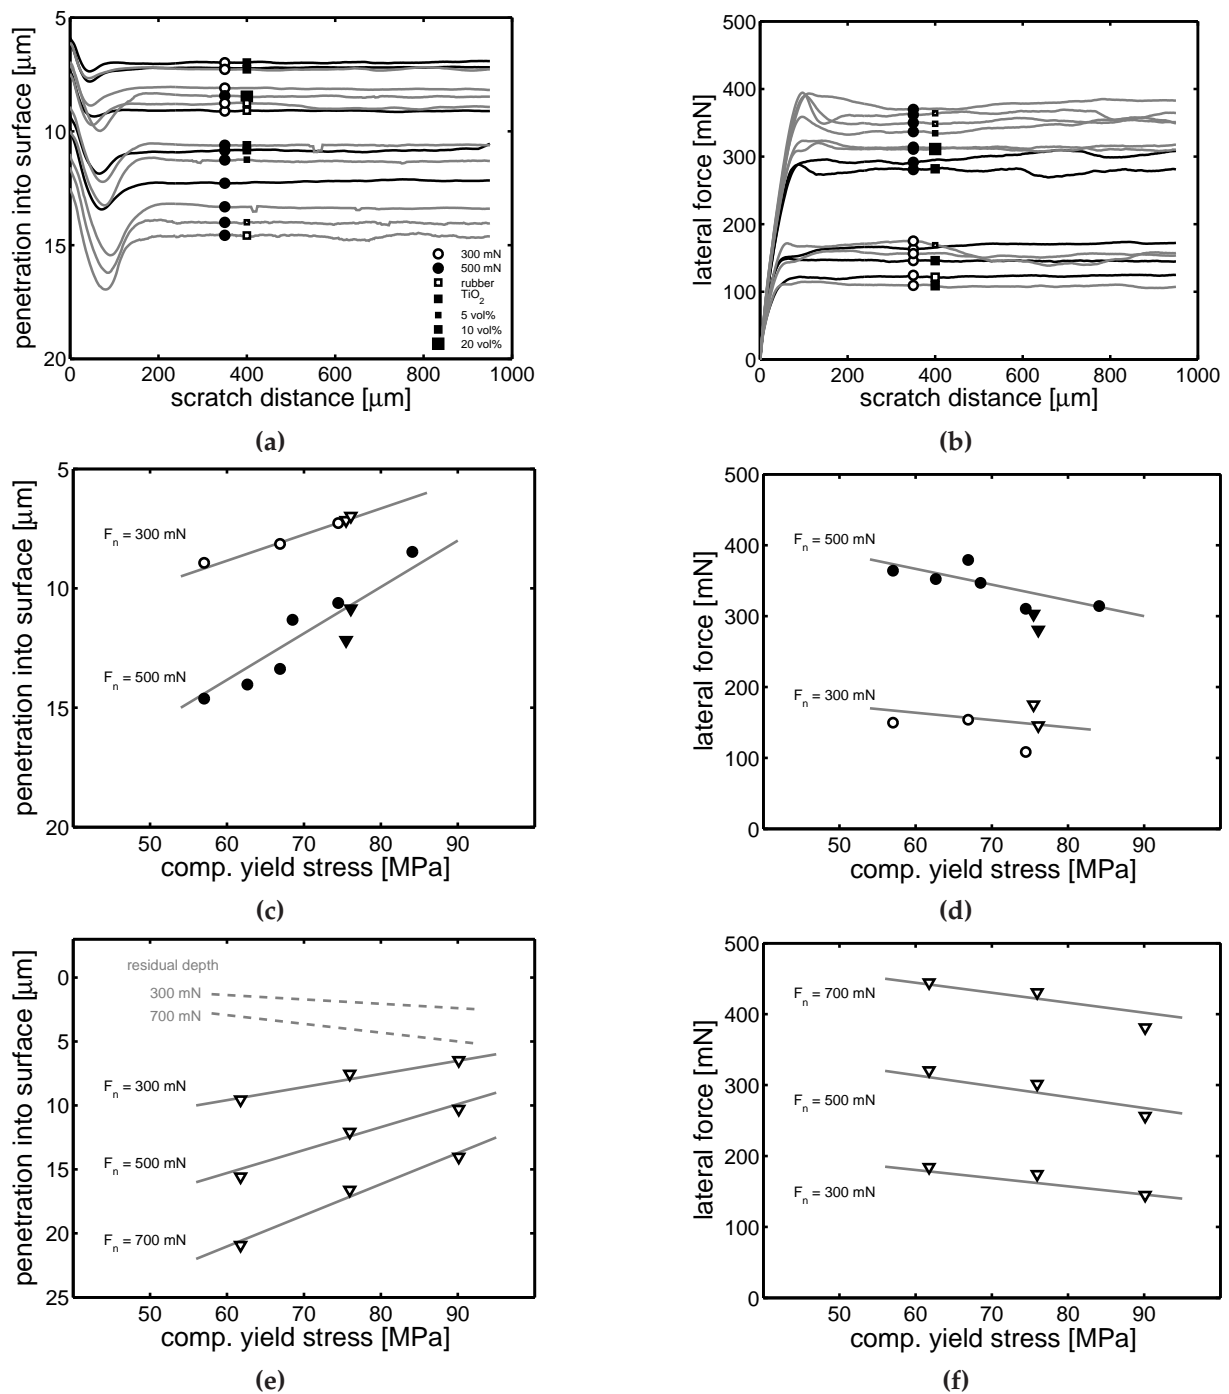 5
10
15
20
0
200
400
600
800
1000
penetration into surface [μm]
scratch distance [μm]
300 mN
500 mN
rubber
TiO2
5 vol%
10 vol%
20 vol%
(a)
500
400
300
200
100
0
0
200
400
600
800
1000
lateral force [mN]
scratch distance [μm]
(b)
5
10
15
20
50
60
70
80
90
penetration into surface [μm]
comp. yield stress [MPa]
Fn = 300 mN
Fn = 500 mN
(c)
500
400
300
200
100
0
50
60
70
80
90
lateral force [mN]
comp. yield stress [MPa]
Fn = 500 mN
Fn = 300 mN
(d)
0
5
10
15
20
25
50
60
70
80
90
penetration into surface [μm]
comp. yield stress [MPa]
residual depth
300 mN
700 mN
Fn = 300 mN
Fn = 500 mN
Fn = 700 mN
(e)
500
400
300
200
100
0
50
60
70
80
90
lateral force [mN]
comp. yield stress [MPa]
Fn = 700 mN
Fn = 500 mN
Fn = 300 mN
(f)